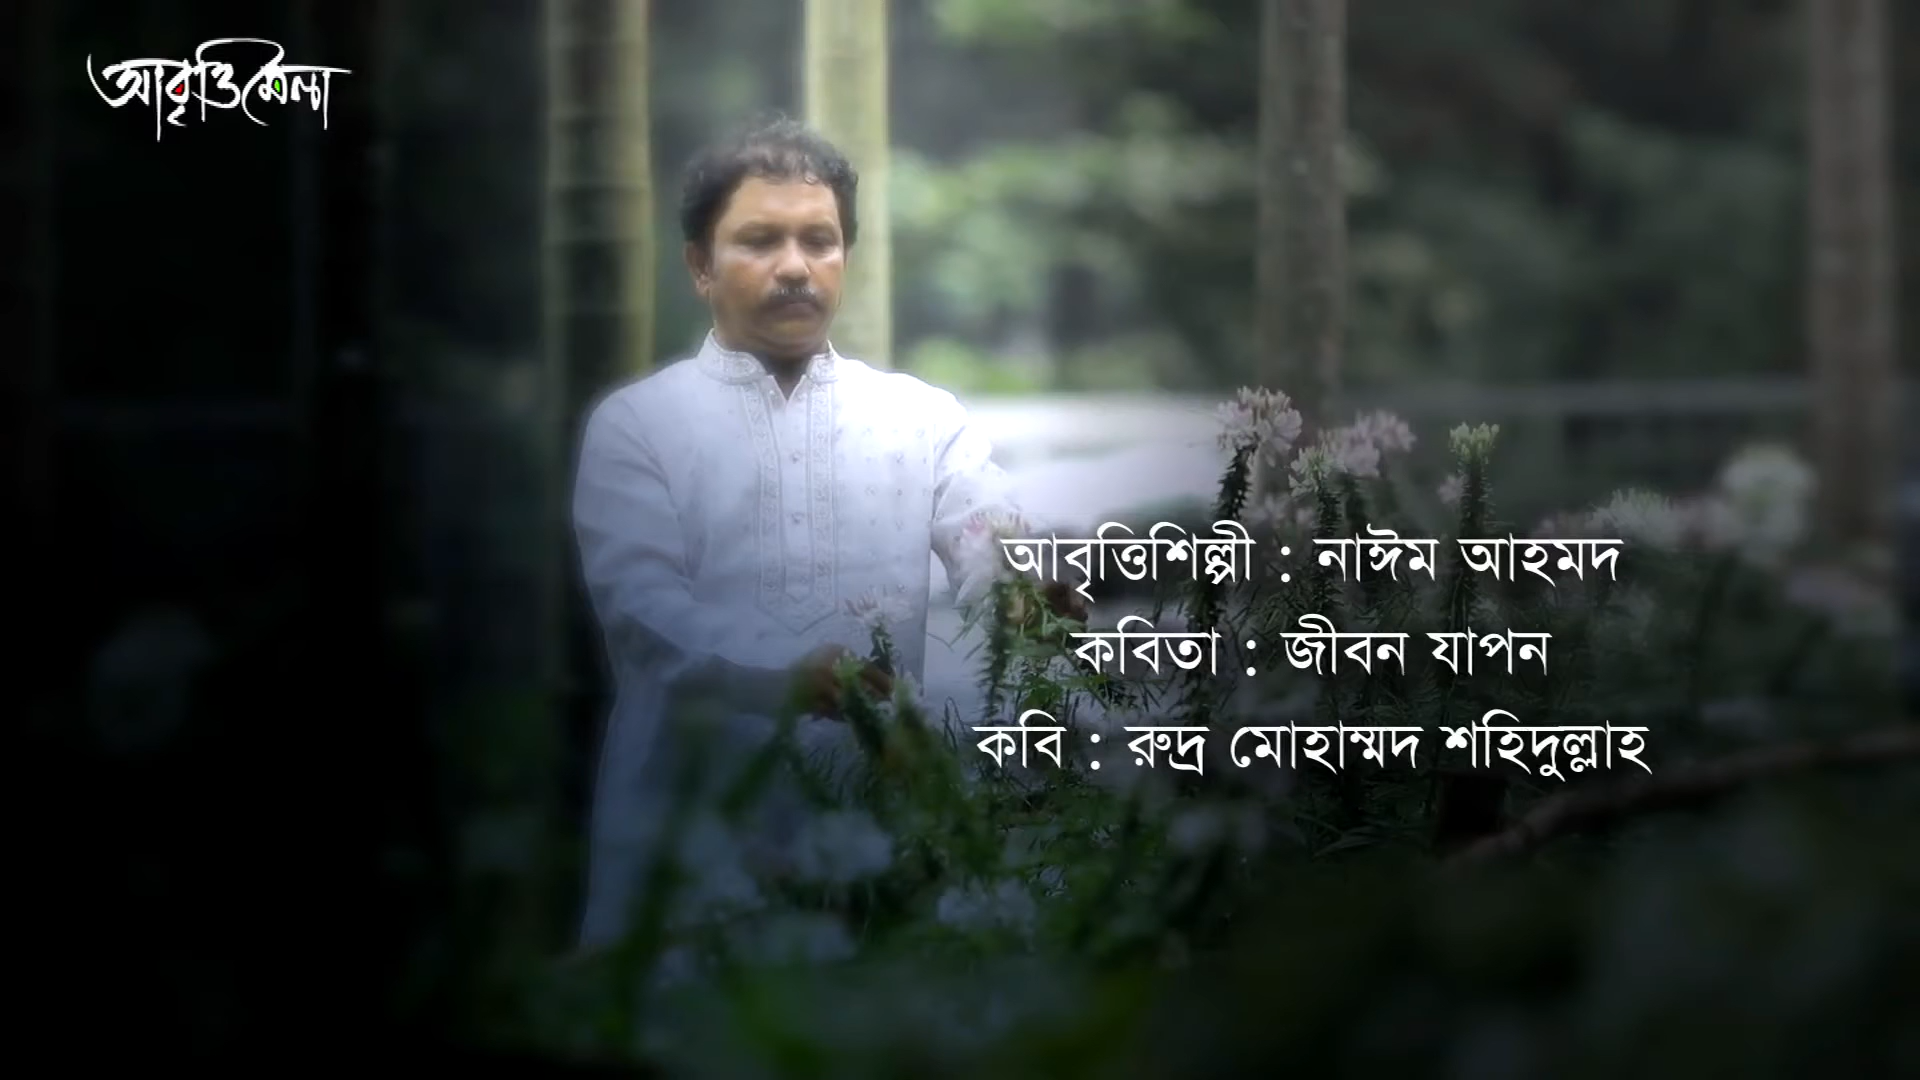 আবৃত্তিমেলা
আবৃত্তিশিল্পী : নাঈম আহমদ
কবিতা : জীবন যাপন
কবি : রুদ্র মোহাম্মদ শহিদুল্লাহ